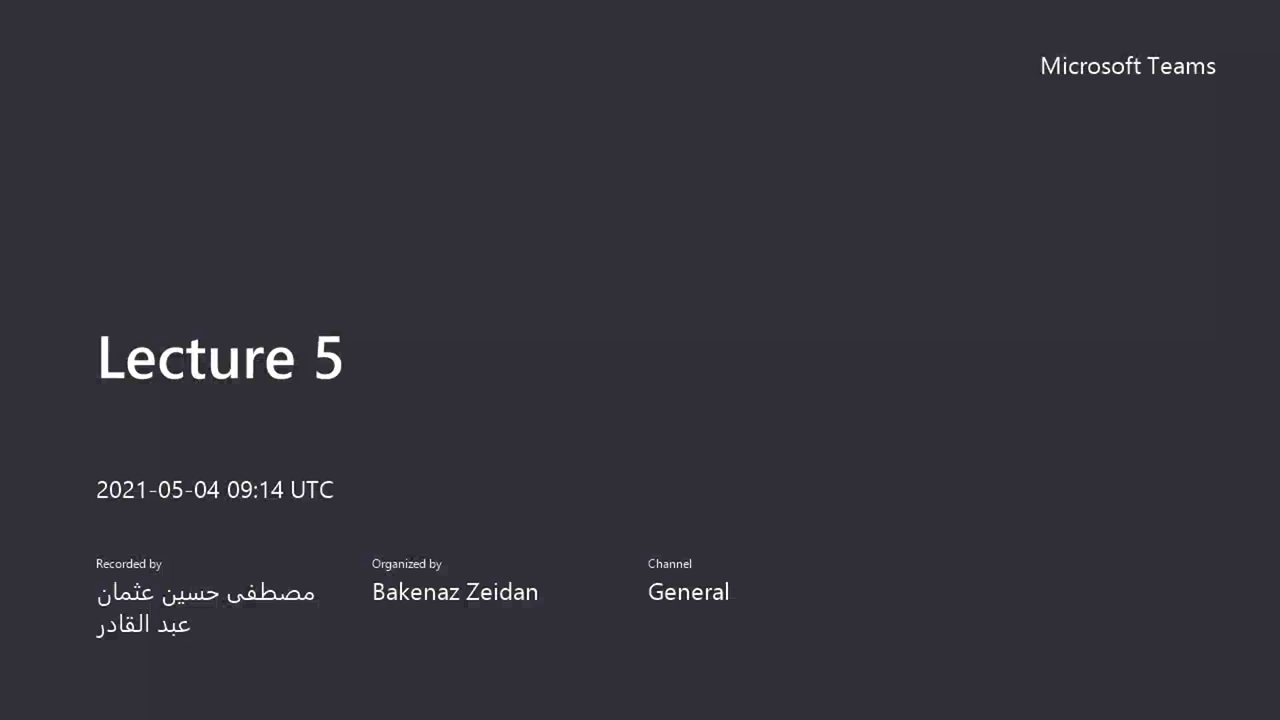 Microsoft Teams
Lecture 5
2021-05-04 09:14 UTC
Recorded by
مصطفى حسين عثمان
عبد القادر
Organized by
Bakenaz Zeidan
Channel
General